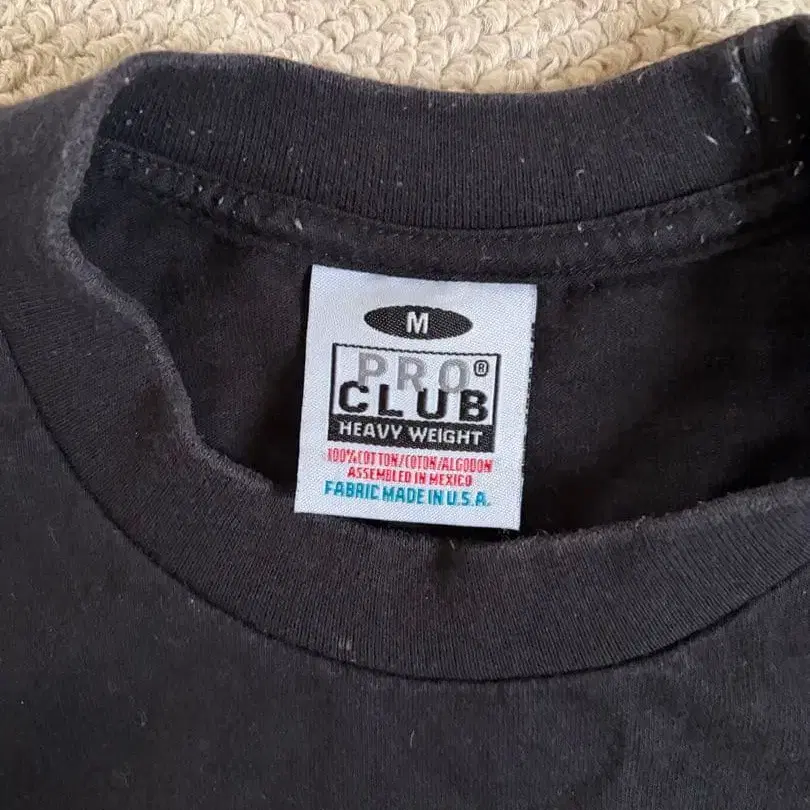 M
PRO®
CLUB
HEAVY WEIGHT
100%COTTON/COTON/ALGODON
ASSEMBLED IN MEXICO
FABRIC MADE IN U.S.A.